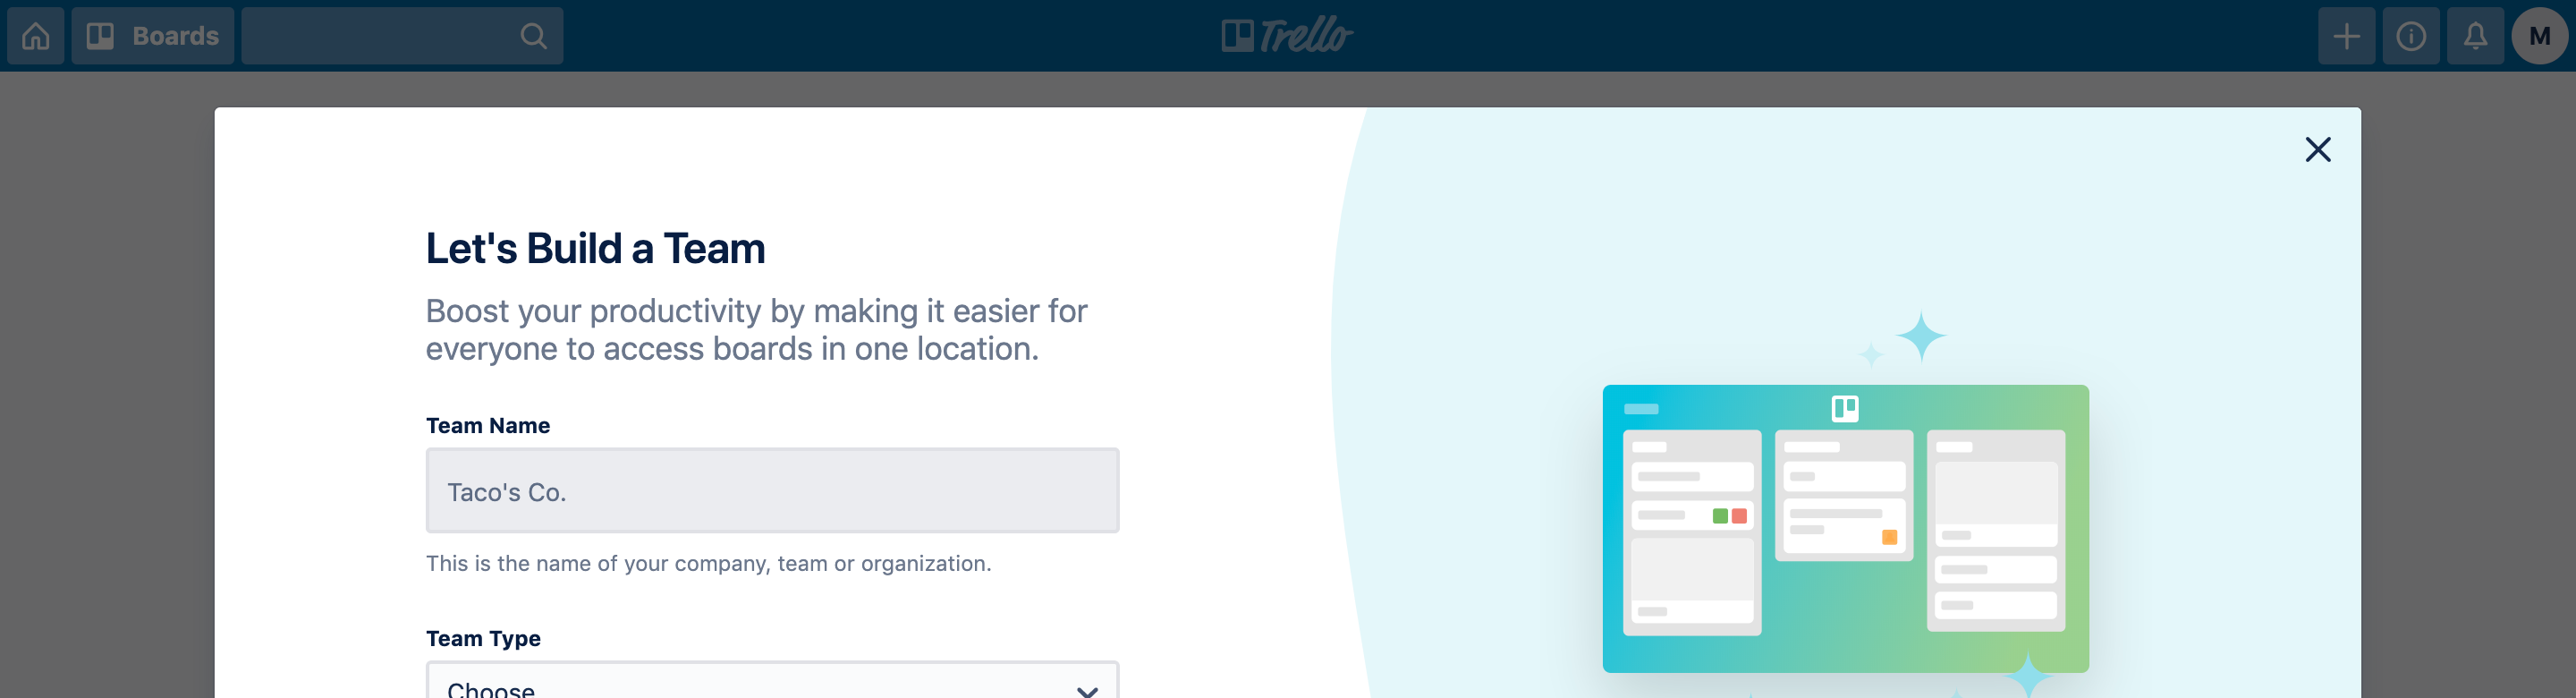 Boards
Trello
M
Let's Build a Team
Boost your productivity by making it easier for
everyone to access boards in one location.
Team Name
Taco's Co.
This is the name of your company, team or organization.
Team Type
Choose